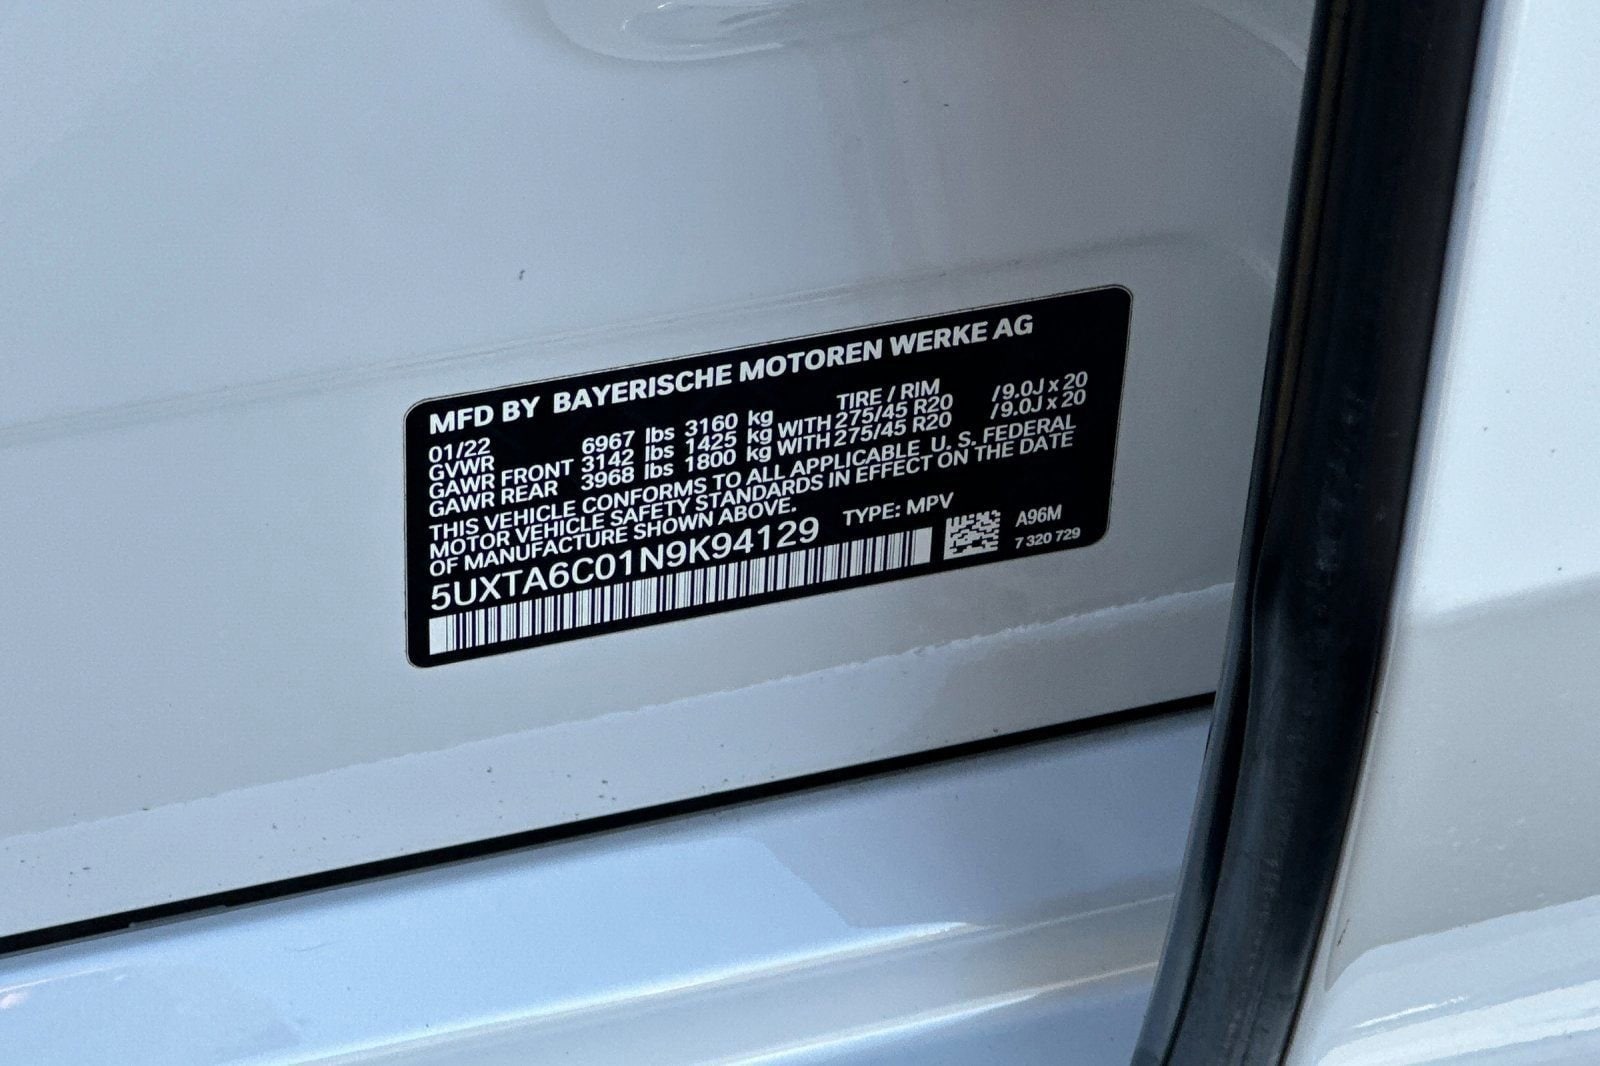 MFD BY BAYERISCHE MOTOREN WERKE AG
01/22 TIRE / RIM
GVWR 6967 lbs 3160 kg
GAWR FRONT 3142 lbs 1425 kg WITH 275/45 R20 /9.0J x 20
GAWR REAR 3968 lbs 1800 kg WITH 275/45 R20 /9.0J x 20
THIS VEHICLE CONFORMS TO ALL APPLICABLE U. S. FEDERAL
MOTOR VEHICLE SAFETY STANDARDS IN EFFECT ON THE DATE
OF MANUFACTURE SHOWN ABOVE.
5UXTA6C01N9K94129 TYPE: MPV
A96M
7 320 729